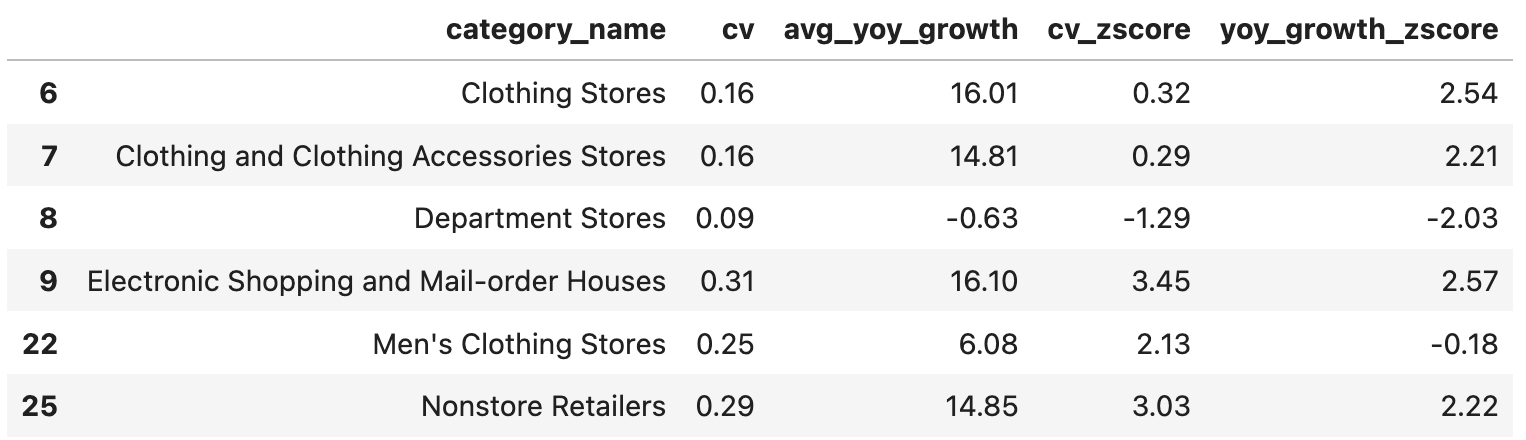 category_name cv avg_yoy_growth cv_zscore yoy_growth_zscore
6 Clothing Stores 0.16 16.01 0.32 2.54
7 Clothing and Clothing Accessories Stores 0.16 14.81 0.29 2.21
8 Department Stores 0.09 -0.63 -1.29 -2.03
9 Electronic Shopping and Mail-order Houses 0.31 16.10 3.45 2.57
22 Men's Clothing Stores 0.25 6.08 2.13 -0.18
25 Nonstore Retailers 0.29 14.85 3.03 2.22